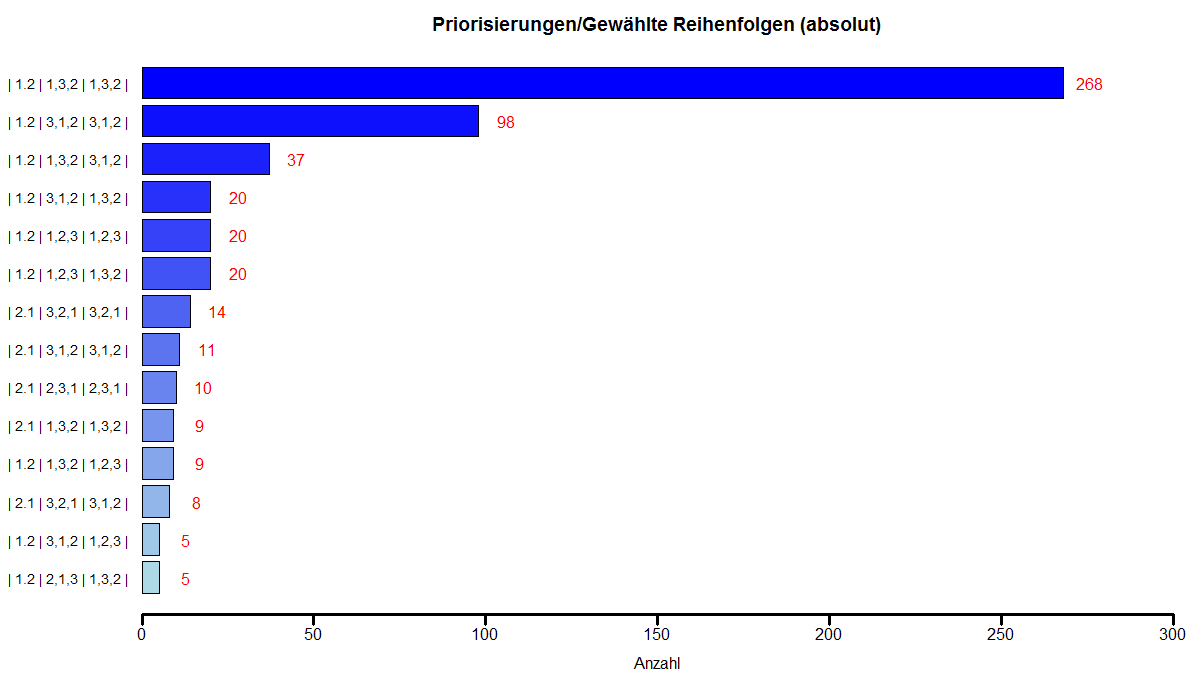 Priorisierungen/Gewählte Reihenfolgen (absolut)
| 1.2 | 1,3,2 | 1,3,2 | 268
| 1.2 | 3,1,2 | 3,1,2 | 98
| 1.2 | 1,3,2 | 3,1,2 | 37
| 1.2 | 3,1,2 | 1,3,2 | 20
| 1.2 | 1,2,3 | 1,2,3 | 20
| 1.2 | 1,2,3 | 1,3,2 | 20
| 2.1 | 3,2,1 | 3,2,1 | 14
| 2.1 | 3,1,2 | 3,1,2 | 11
| 2.1 | 2,3,1 | 2,3,1 | 10
| 2.1 | 1,3,2 | 1,3,2 | 9
| 1.2 | 1,3,2 | 1,2,3 | 9
| 2.1 | 3,2,1 | 3,1,2 | 8
| 1.2 | 3,1,2 | 1,2,3 | 5
| 1.2 | 2,1,3 | 1,3,2 | 5
0 50 100 150 200 250 300
Anzahl